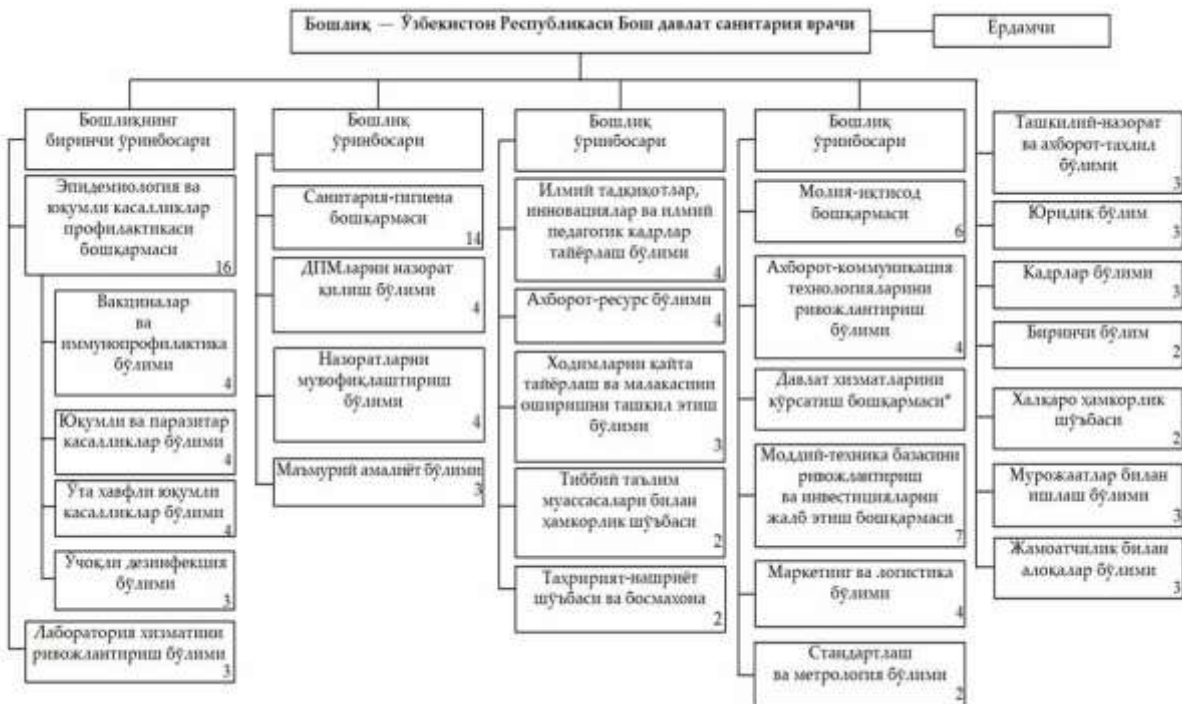 Бошлиқ — Ўзбекистон Республикаси Бош давлат санитария врачи
Ёрдамчи
Бошлиқнинг
биринчи ўринбосари
Эпидемиология ва
юқумли касалликлар
профилактикаси
бошқармаси
16
Вакциналар
ва
иммунопрофилактика
бўлими
4
Юқумли ва паразитар
касалликлар бўлими
4
Ўта хавфли юқумли
касалликлар бўлими
4
Ўчоқли дезинфекция
бўлими
3
Лаборатория хизматини
ривожлантириш бўлими
3
Бошлиқ
ўринбосари
Санитария-гигиена
бошқармаси
14
ДПМларни назорат
қилиш бўлими
4
Назоратларни
мувофиқлаштириш
бўлими
4
Маъмурий амалиёт бўлими
Бошлиқ
ўринбосари
Илмий тадқиқотлар,
инновациялар ва илмий
педагогик кадрлар
тайёрлаш бўлими
4
Ахборот-ресурс бўлими
4
Ходимларни қайта
тайёрлаш ва малакасини
оширишни ташкил этиш
бўлими
3
Тиббий таълим
муассасалари билан
ҳамкорлик шўъбаси
2
Таҳририят-нашриёт
шўъбаси ва босмахона
2
Бошлиқ
ўринбосари
Молия-иқтисод
бошқармаси
6
Ахборот-коммуникация
технологияларини
ривожлантириш
бўлими
4
Давлат хизматларини
кўрсатиш бошқармаси*
Моддий-техника базасини
ривожлантириш
ва инвестицияларни
жалб этиш бошқармаси
7
Маркетинг ва логистика
бўлими
4
Стандартлаш
ва метрология бўлими
2
Ташкилий-назорат
ва ахборот-таҳлил
бўлими
3
Юридик бўлим
3
Кадрлар бўлими
3
Биринчи бўлим
2
Халқаро ҳамкорлик
шўъбаси
2
Мурожаатлар билан
ишлаш бўлими
3
Жамоатчилик билан
алоқалар бўлими
3